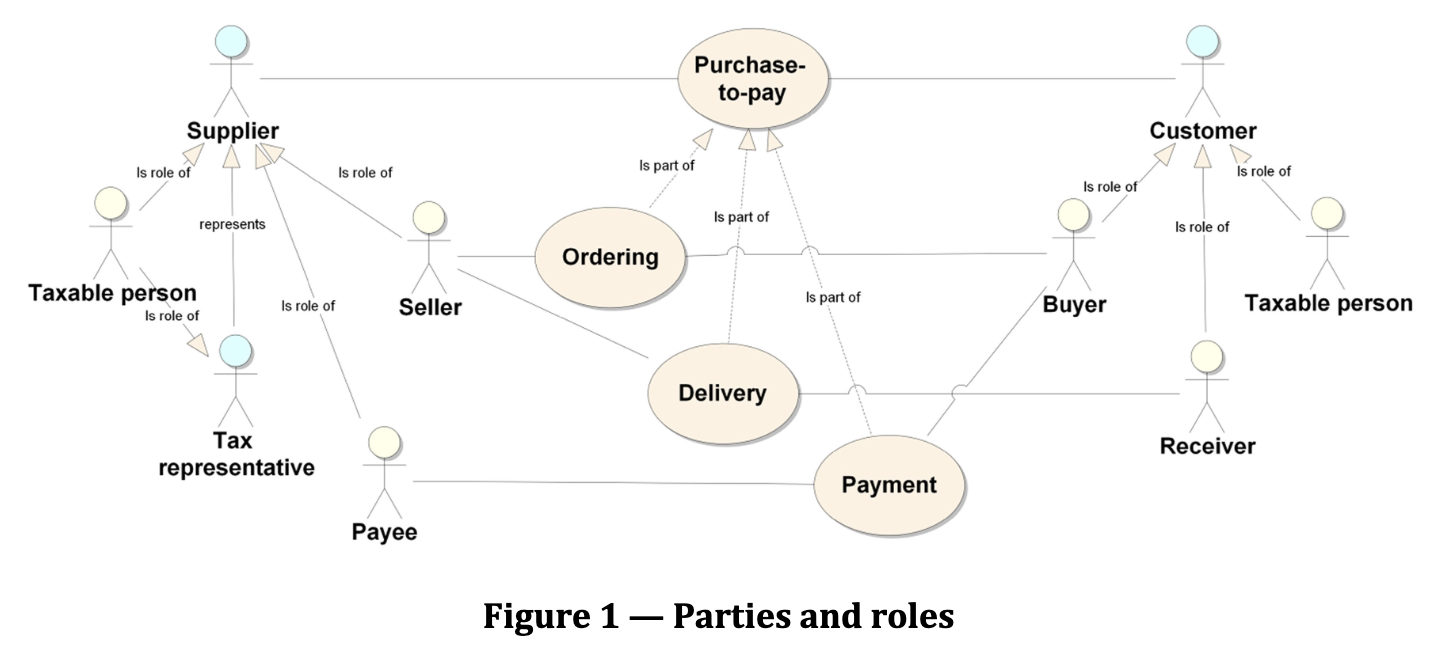 Purchase-
to-pay
Supplier
Customer
Is role of
Is role of
Is part of
Is role of
Is role of
represents
Is part of
Is role of
Ordering
Taxable person
Seller
Is role of
Is part of
Buyer
Taxable person
Is role of
Delivery
Tax
representative
Receiver
Payment
Payee
Figure 1 — Parties and roles